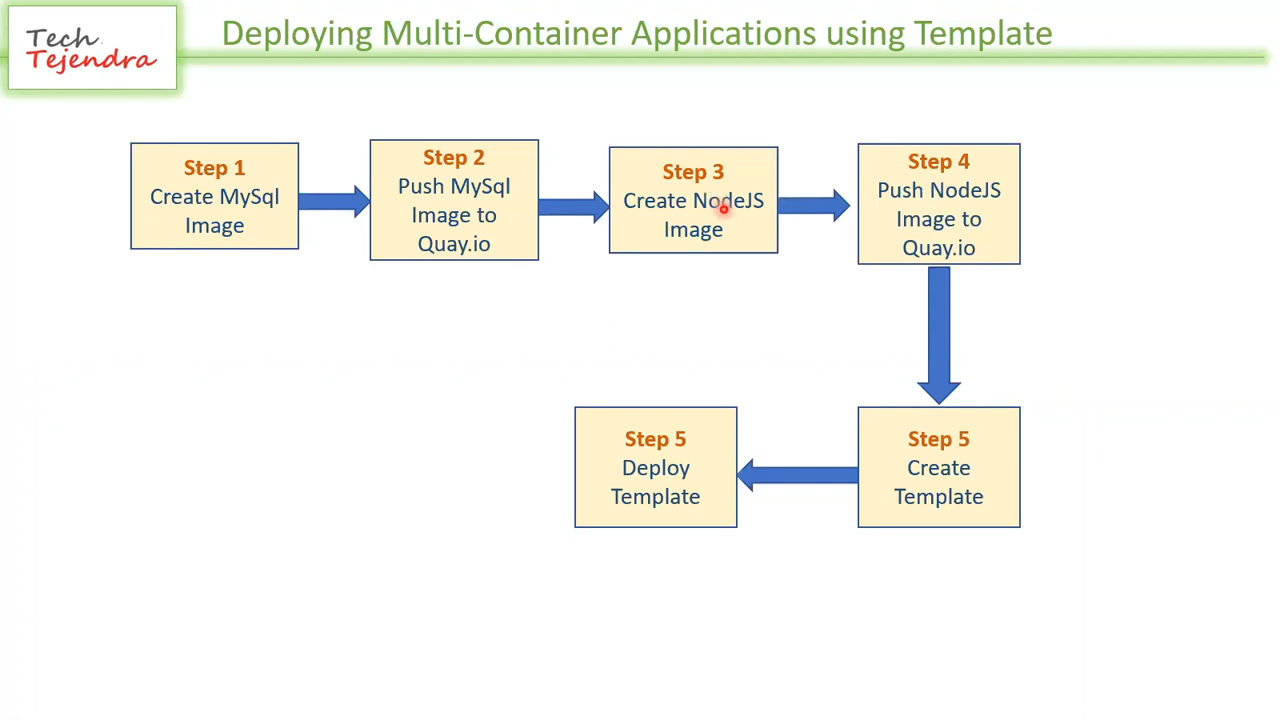 Tech
Tejendra
Deploying Multi-Container Applications using Template
Step 1
Create MySql
Image
Step 2
Push MySql
Image to
Quay.io
Step 3
Create NodeJS
Image
Step 4
Push NodeJS
Image to
Quay.io
Step 5
Create
Template
Step 5
Deploy
Template